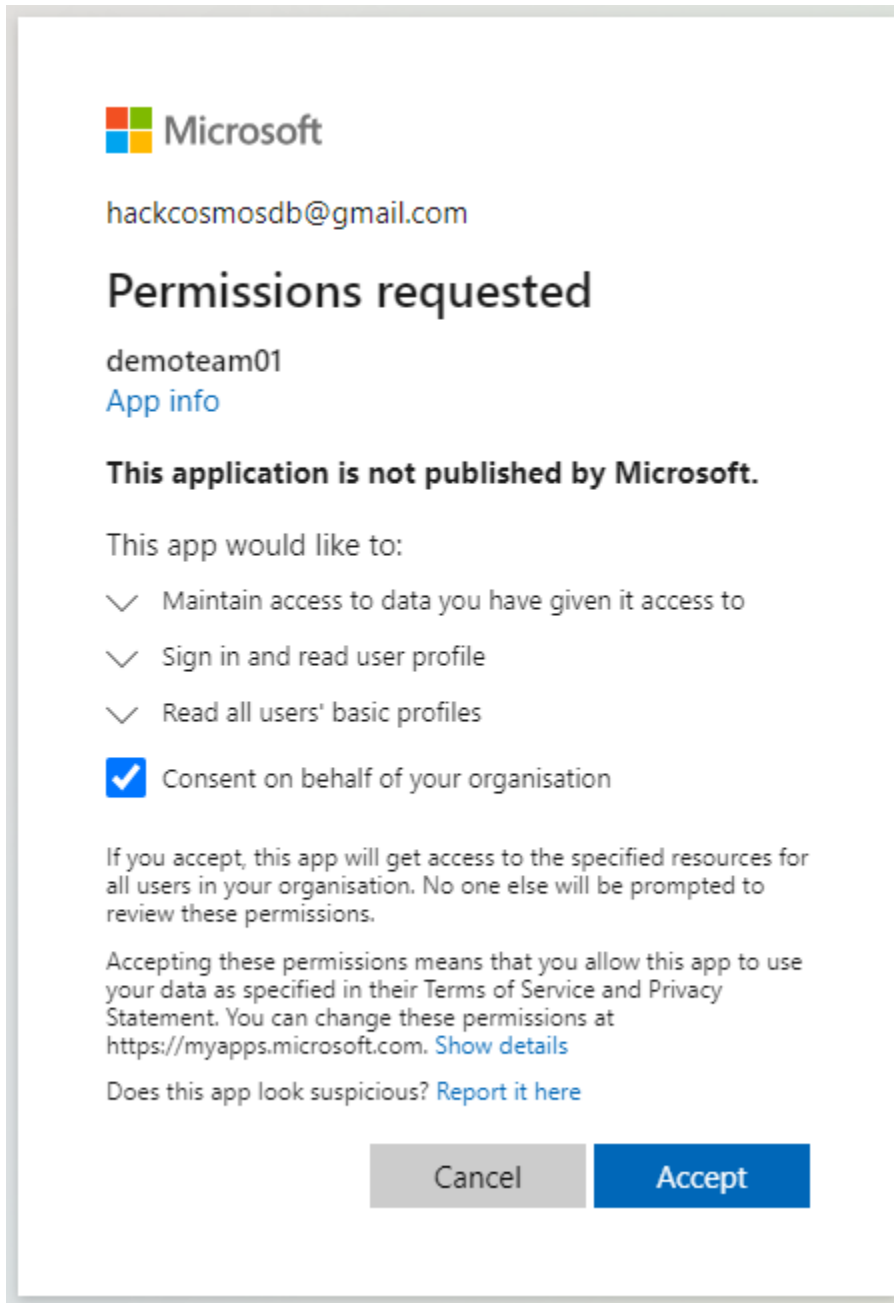 Microsoft
hackcosmosdb@gmail.com
Permissions requested
demoteam01
App info
This application is not published by Microsoft.
This app would like to:
Maintain access to data you have given it access to
Sign in and read user profile
Read all users' basic profiles
Consent on behalf of your organisation
If you accept, this app will get access to the specified resources for
all users in your organisation. No one else will be prompted to
review these permissions.
Accepting these permissions means that you allow this app to use
your data as specified in their Terms of Service and Privacy
Statement. You can change these permissions at
https://myapps.microsoft.com. Show details
Does this app look suspicious? Report it here
Cancel Accept